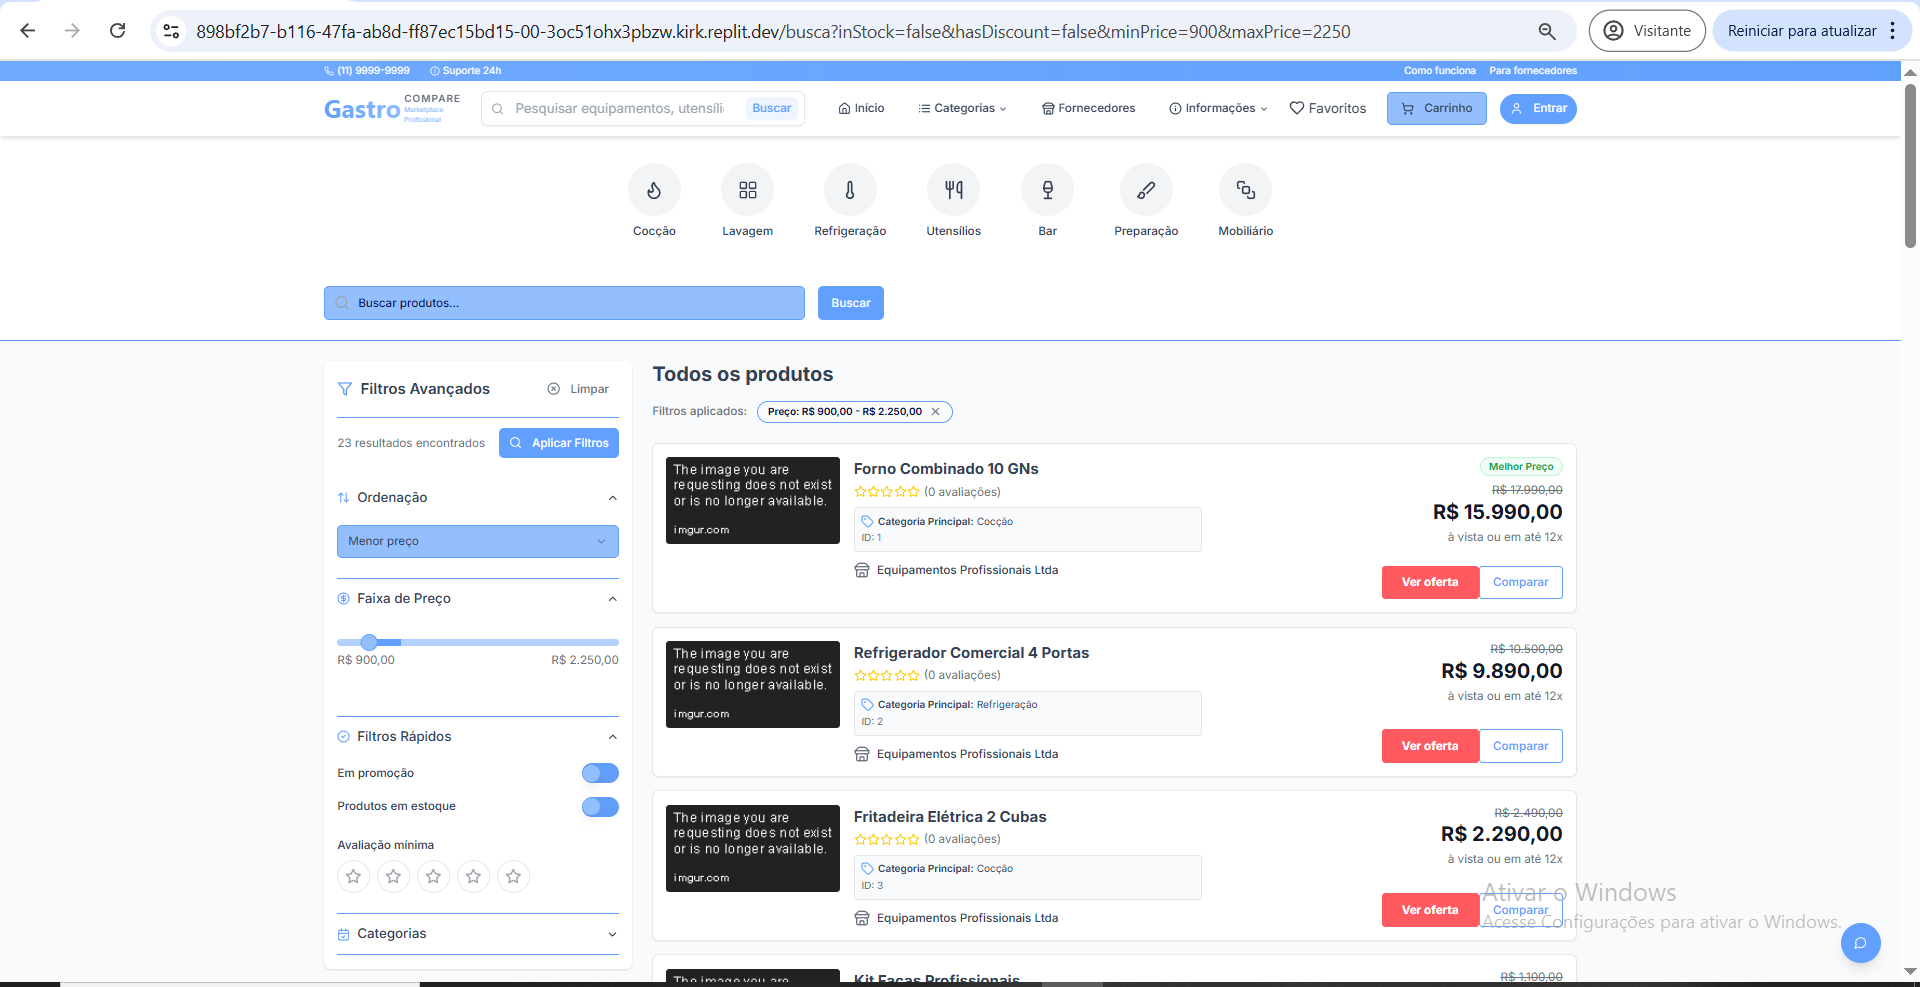 898bf2b7-b116-47fa-ab8d-ff87ec15bd15-00-3oc51ohx3pbzw.kirk.replit.dev/busca?inStock=false&hasDiscount=false&minPrice=900&maxPrice=2250
Visitante
Reiniciar para atualizar
(11) 9999-9999
Suporte 24h
Como funciona
Para fornecedores
Gastro
COMPARE
Marketplace
Profissional
Pesquisar equipamentos, utensíli
Buscar
Início
Categorias
Fornecedores
Informações
Favoritos
Carrinho
Entrar
Cocção
Lavagem
Refrigeração
Utensílios
Bar
Preparação
Mobiliário
Buscar produtos...
Buscar
Filtros Avançados
Limpar
23 resultados encontrados
Aplicar Filtros
Ordenação
Menor preço
Faixa de Preço
R$ 900,00
R$ 2.250,00
Filtros Rápidos
Em promoção
Produtos em estoque
Avaliação mínima
Categorias
Todos os produtos
Filtros aplicados:
Preço: R$ 900,00 - R$ 2.250,00
The image you are
requesting does not exist
or is no longer available.
imgur.com
Forno Combinado 10 GNs
(0 avaliações)
Categoria Principal: Cocção
ID: 1
Equipamentos Profissionais Ltda
Melhor Preço
R$ 17.990,00
R$ 15.990,00
à vista ou em até 12x
Ver oferta
Comparar
The image you are
requesting does not exist
or is no longer available.
imgur.com
Refrigerador Comercial 4 Portas
(0 avaliações)
Categoria Principal: Refrigeração
ID: 2
Equipamentos Profissionais Ltda
R$ 10.500,00
R$ 9.890,00
à vista ou em até 12x
Ver oferta
Comparar
The image you are
requesting does not exist
or is no longer available.
imgur.com
Fritadeira Elétrica 2 Cubas
(0 avaliações)
Categoria Principal: Cocção
ID: 3
Equipamentos Profissionais Ltda
R$ 2.490,00
R$ 2.290,00
à vista ou em até 12x
Ver oferta
Comparar
Ativar o Windows
Acesse Configurações para ativar o Windows.
The image you are
Kit Facas Profissionais
R$ 1.100,00